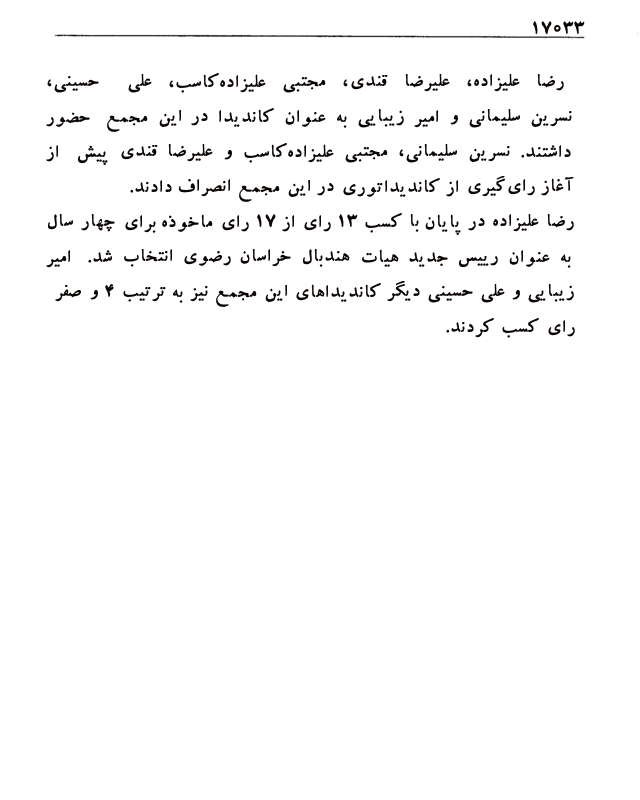 ۱۷۰۳۳
رضا علیزاده، علیرضا قندی، مجتبی علیزاده‌کاسب، علی حسینی،
نسرین سلیمانی و امیر زیبایی به عنوان کاندیدا در این مجمع حضور
داشتند. نسرین سلیمانی، مجتبی علیزاده‌کاسب و علیرضا قندی پیش از
آغاز رای‌گیری از کاندیداتوری در این مجمع انصراف دادند.
رضا علیزاده در پایان با کسب ۱۳ رای از ۱۷ رای ماخوذه برای چهار سال
به عنوان رییس جدید هیات هندبال خراسان رضوی انتخاب شد. امیر
زیبایی و علی حسینی دیگر کاندیداهای این مجمع نیز به ترتیب ۴ و صفر
رای کسب کردند.